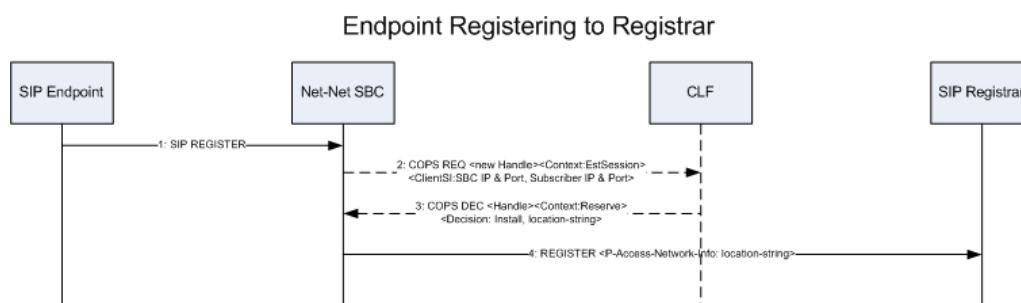 Endpoint Registering to Registrar
SIP Endpoint
Net-Net SBC
CLF
SIP Registrar
1: SIP REGISTER
2: COPS REQ <new Handle><Context:EstSession>
<ClientSI:SBC IP & Port, Subscriber IP & Port>
3: COPS DEC <Handle><Context:Reserve>
<Decision: Install, location-string>
4: REGISTER <P-Access-Network-Info: location-string>